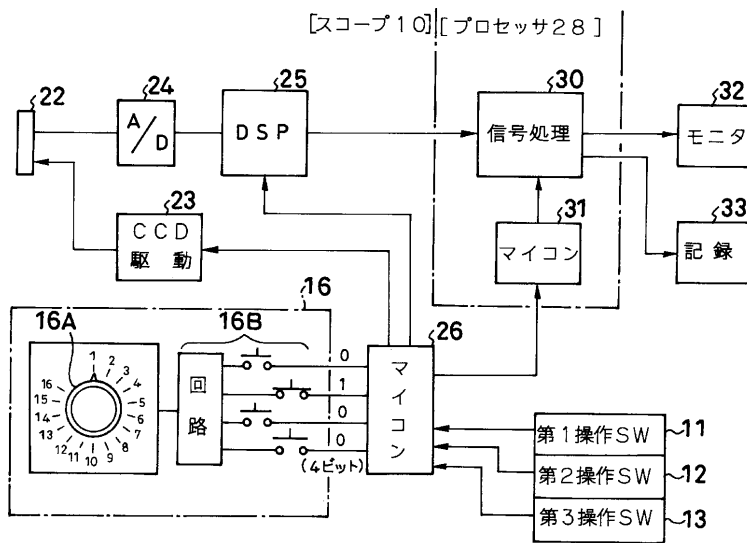 [スコープ10] [プロセッサ28]
22
24
A/D
25
DSP
30
信号処理
32
モニタ
23
CCD
駆動
31
マイコン
33
記録
16
16A
16B
1
2
3
4
5
6
7
8
9
10
11
12
13
14
15
16
回路
0
1
0
0
(4ビット)
26
マイコン
第1操作SW
11
第2操作SW
12
第3操作SW
13